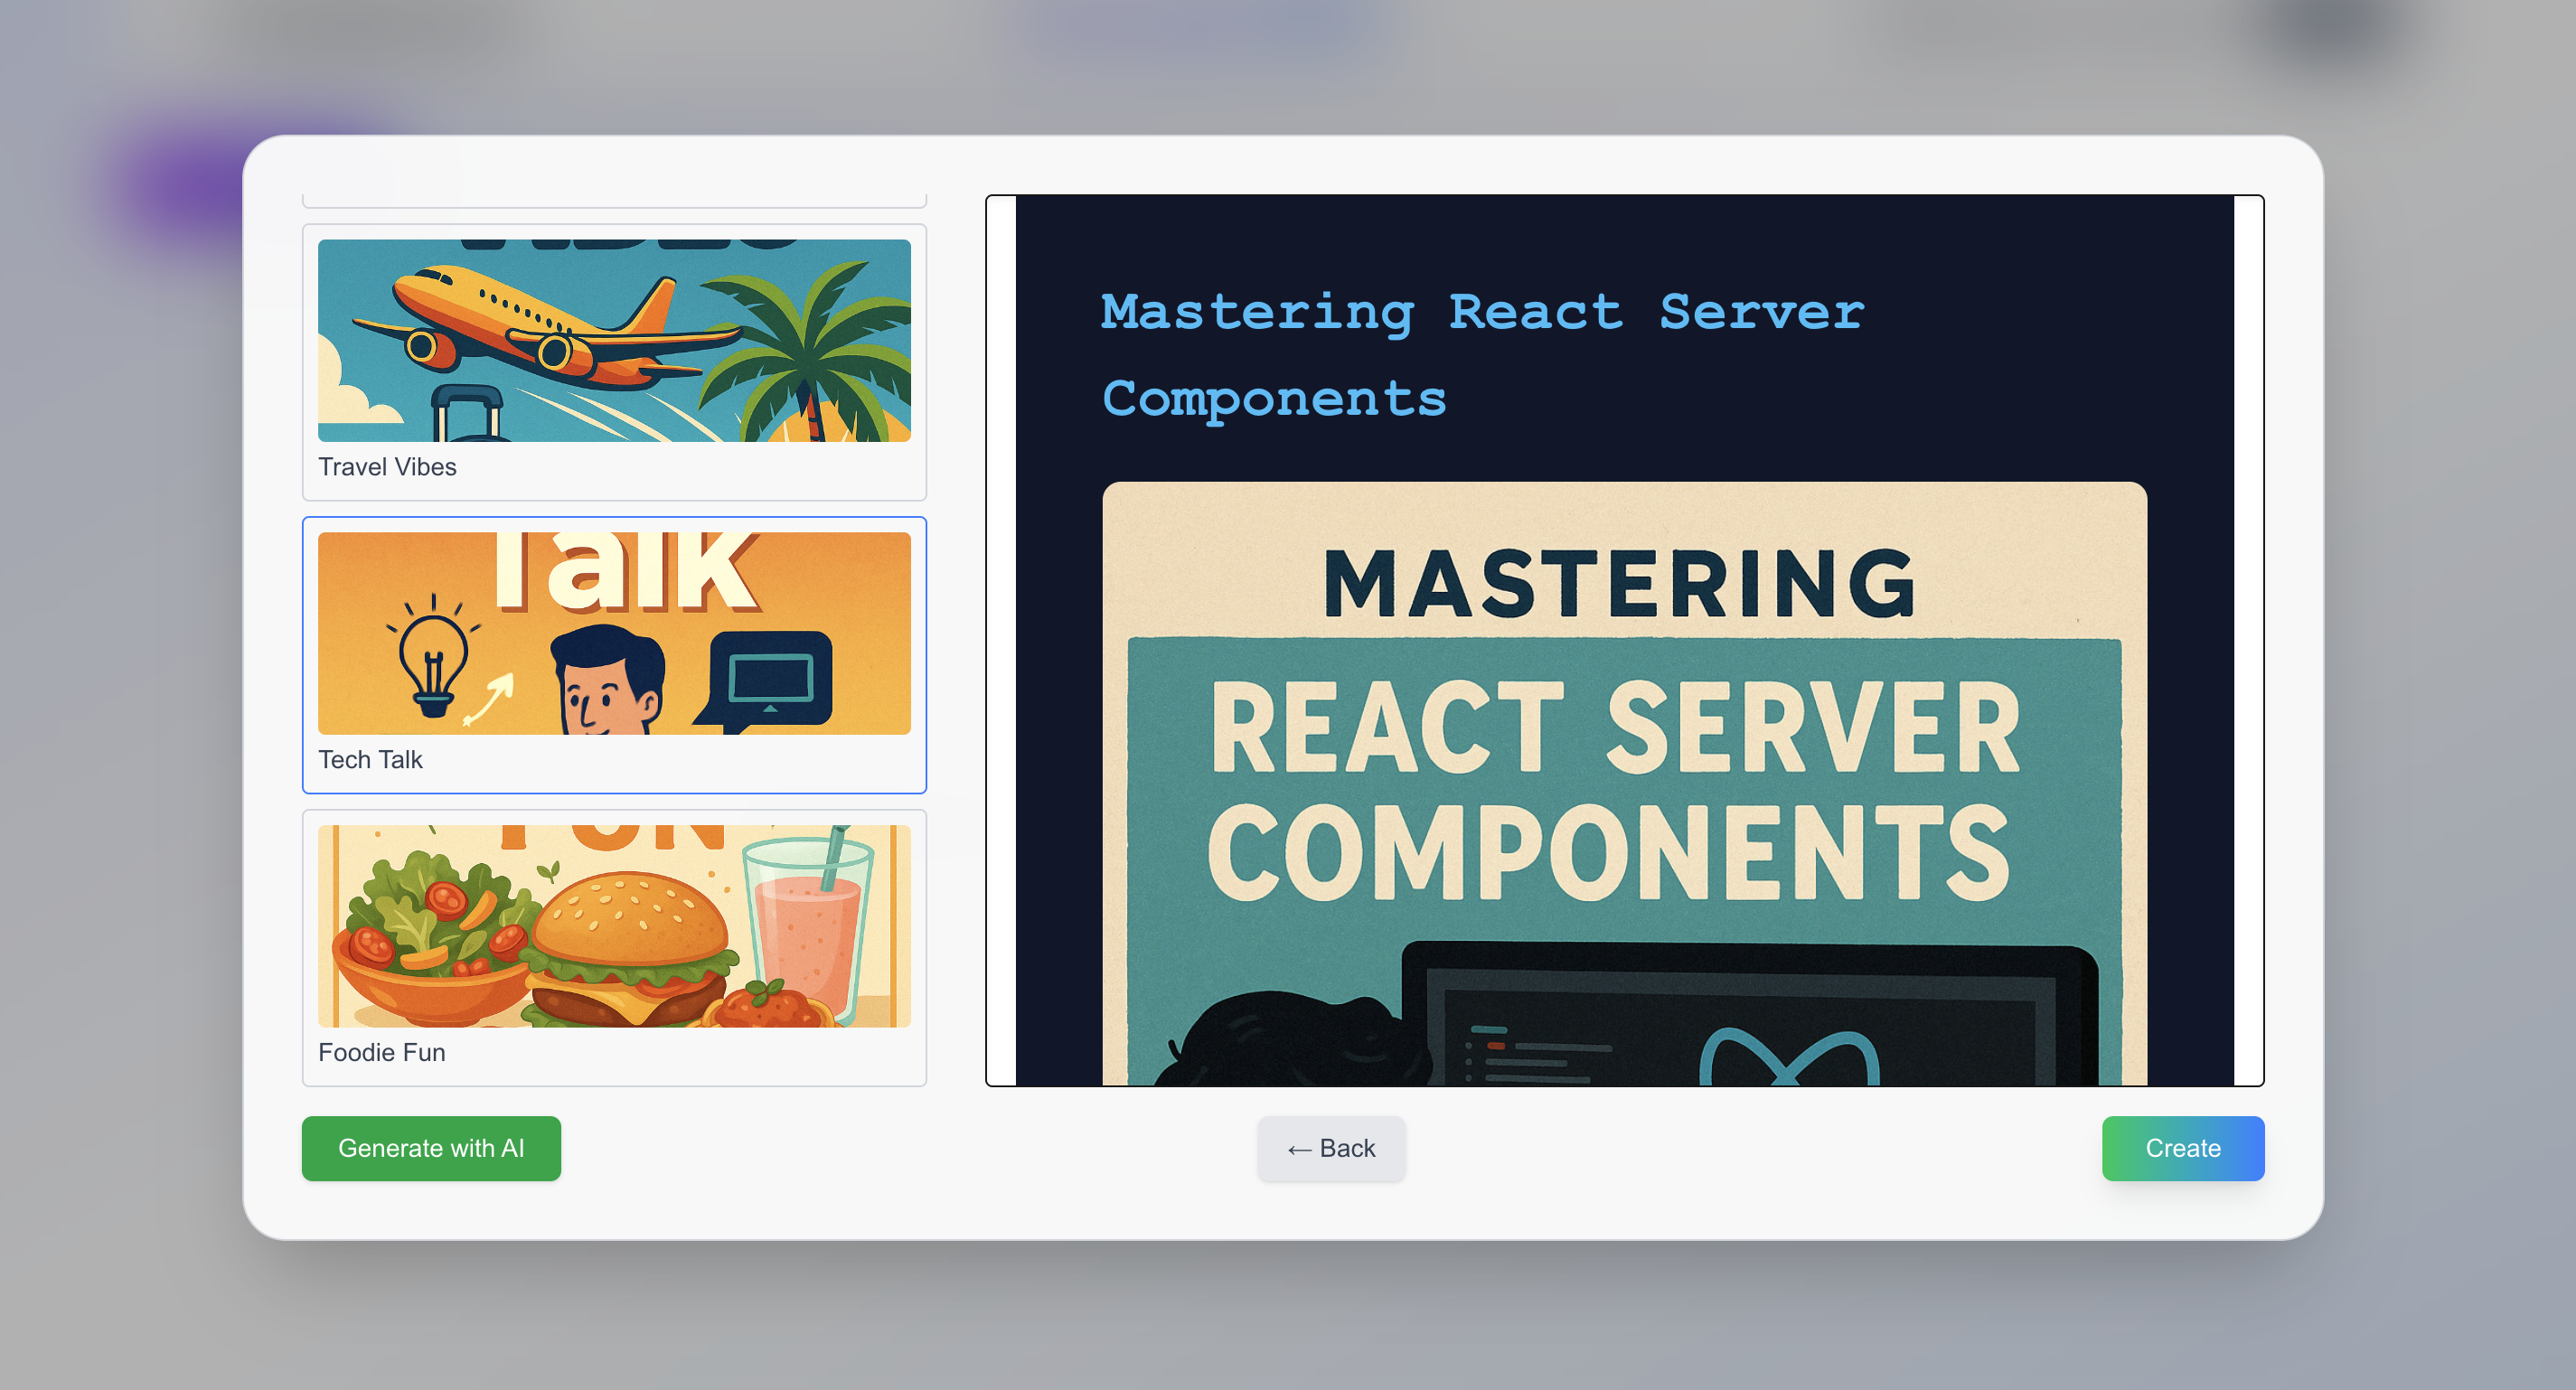 Travel Vibes
Talk
Tech Talk
FUN
Foodie Fun
Mastering React Server
Components
MASTERING
REACT SERVER
COMPONENTS
Generate with AI
← Back
Create